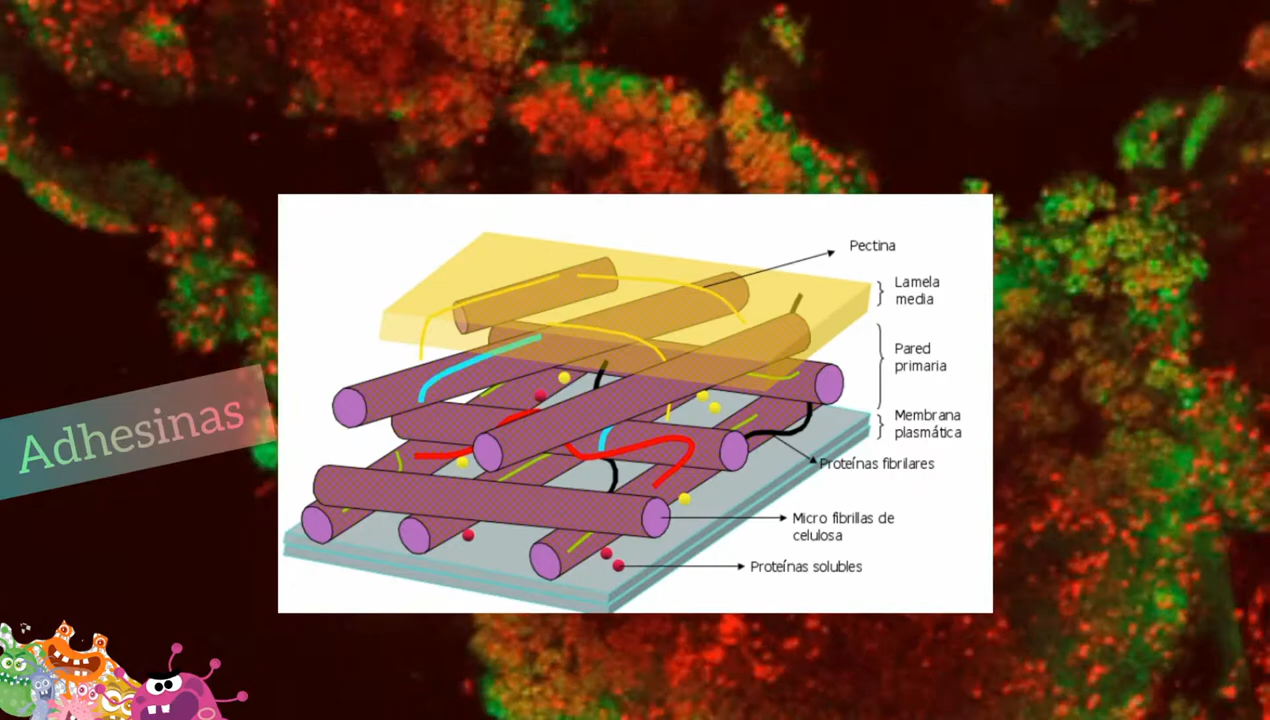 Pectina
Lamela
media
Pared
primaria
Membrana
plasmática
Proteínas fibrilares
Micro fibrillas de
celulosa
Proteínas solubles
Adhesinas